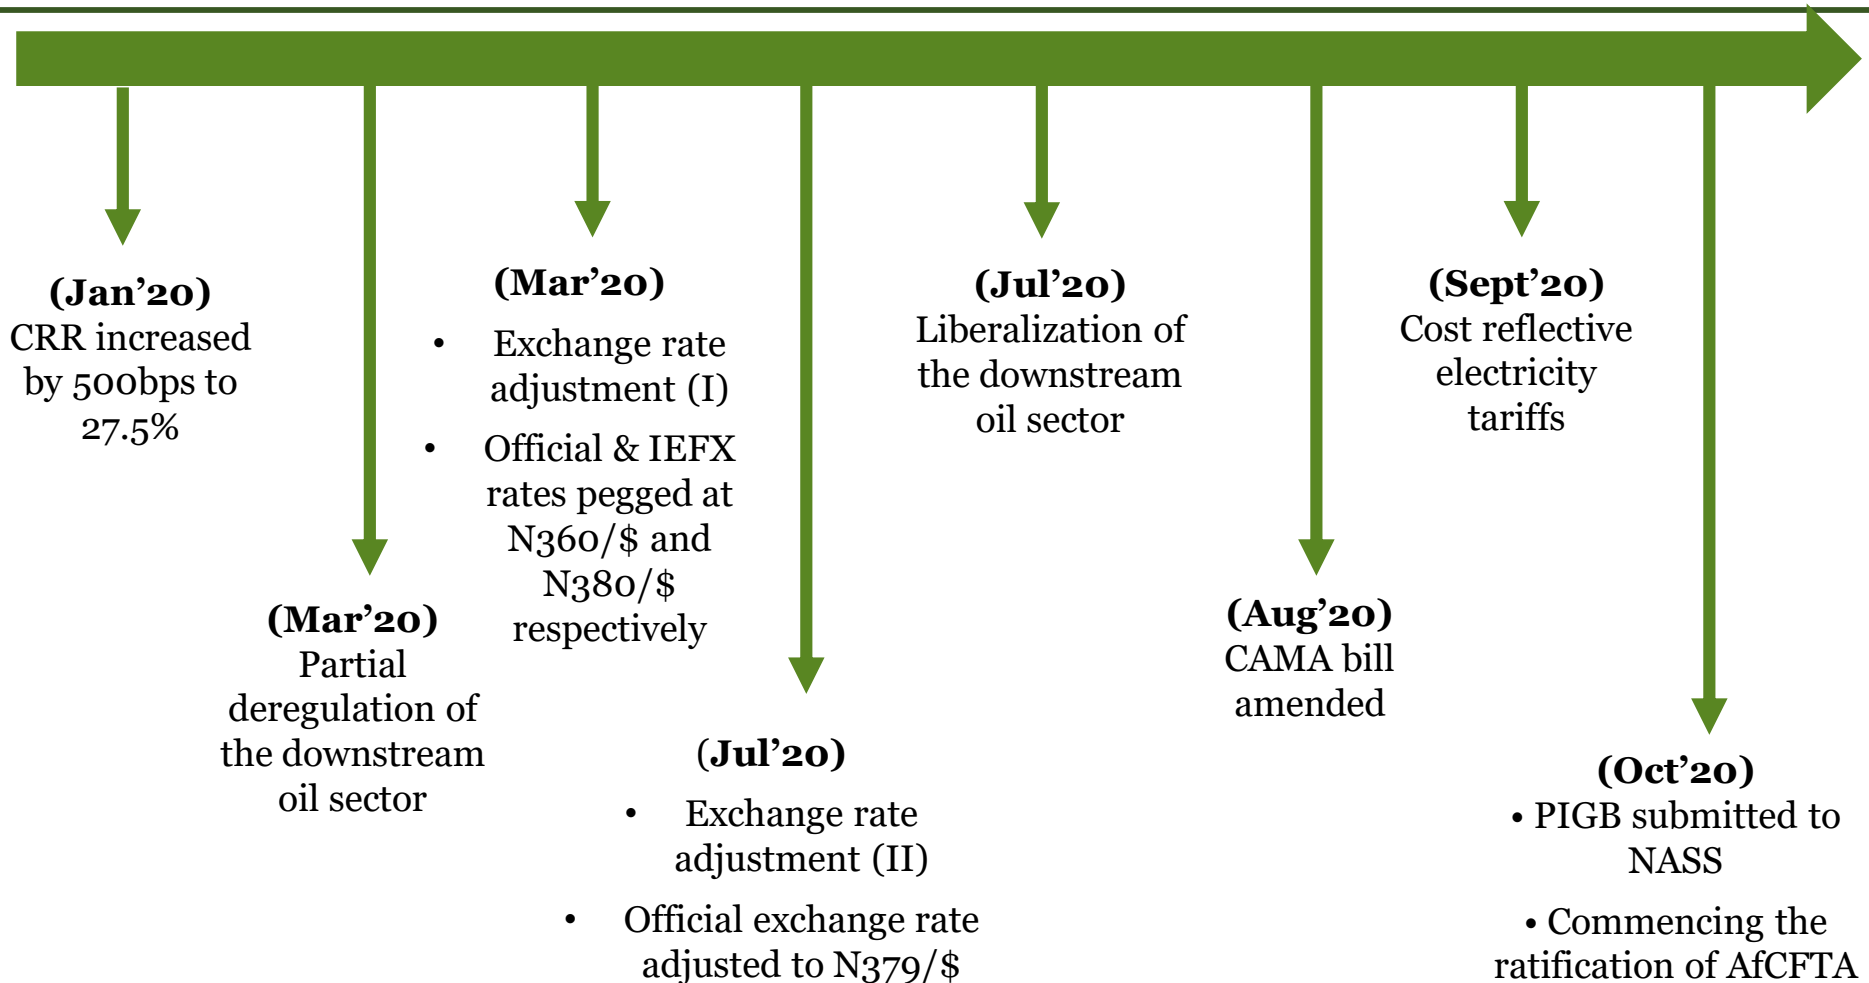 (Jan’20)
CRR increased
by 500bps to
27.5%
(Mar’20)
Partial
deregulation of
the downstream
oil sector
(Mar’20)
• Exchange rate
adjustment (I)
• Official & IEFX
rates pegged at
N360/$ and
N380/$
respectively
(Jul’20)
• Exchange rate
adjustment (II)
• Official exchange rate
adjusted to N379/$
(Jul’20)
Liberalization of
the downstream
oil sector
(Aug’20)
CAMA bill
amended
(Sept’20)
Cost reflective
electricity
tariffs
(Oct’20)
• PIGB submitted to
NASS
• Commencing the
ratification of AfCFTA